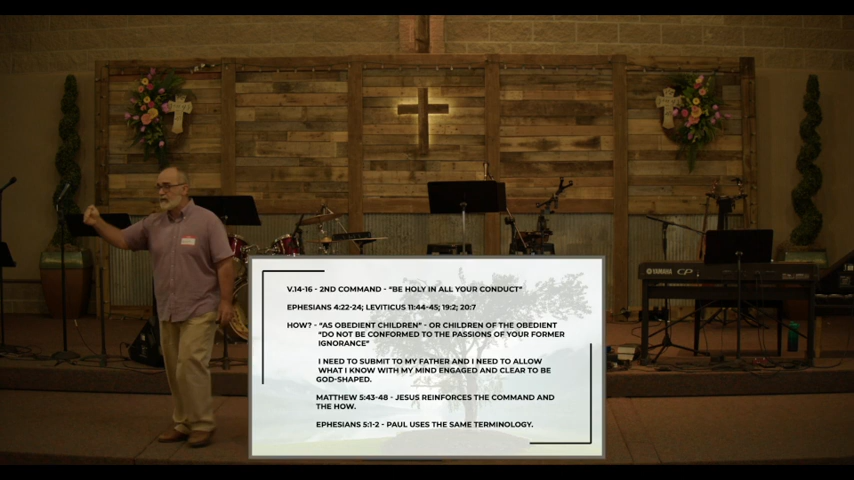 V.14-16 - 2ND COMMAND - "BE HOLY IN ALL YOUR CONDUCT"
EPHESIANS 4:22-24; LEVITICUS 11:44-45; 19:2; 20:7
HOW? - "AS OBEDIENT CHILDREN" - OR CHILDREN OF THE OBEDIENT
"DO NOT BE CONFORMED TO THE PASSIONS OF YOUR FORMER
IGNORANCE"
I NEED TO SUBMIT TO MY FATHER AND I NEED TO ALLOW
WHAT I KNOW WITH MY MIND ENGAGED AND CLEAR TO BE
GOD-SHAPED.
MATTHEW 5:43-48 - JESUS REINFORCES THE COMMAND AND
THE HOW.
EPHESIANS 5:1-2 - PAUL USES THE SAME TERMINOLOGY.
YAMAHA CP